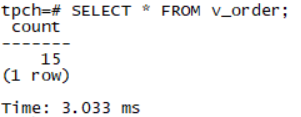 tpch=# SELECT * FROM v_order;
count
-------
15
(1 row)
Time: 3.033 ms